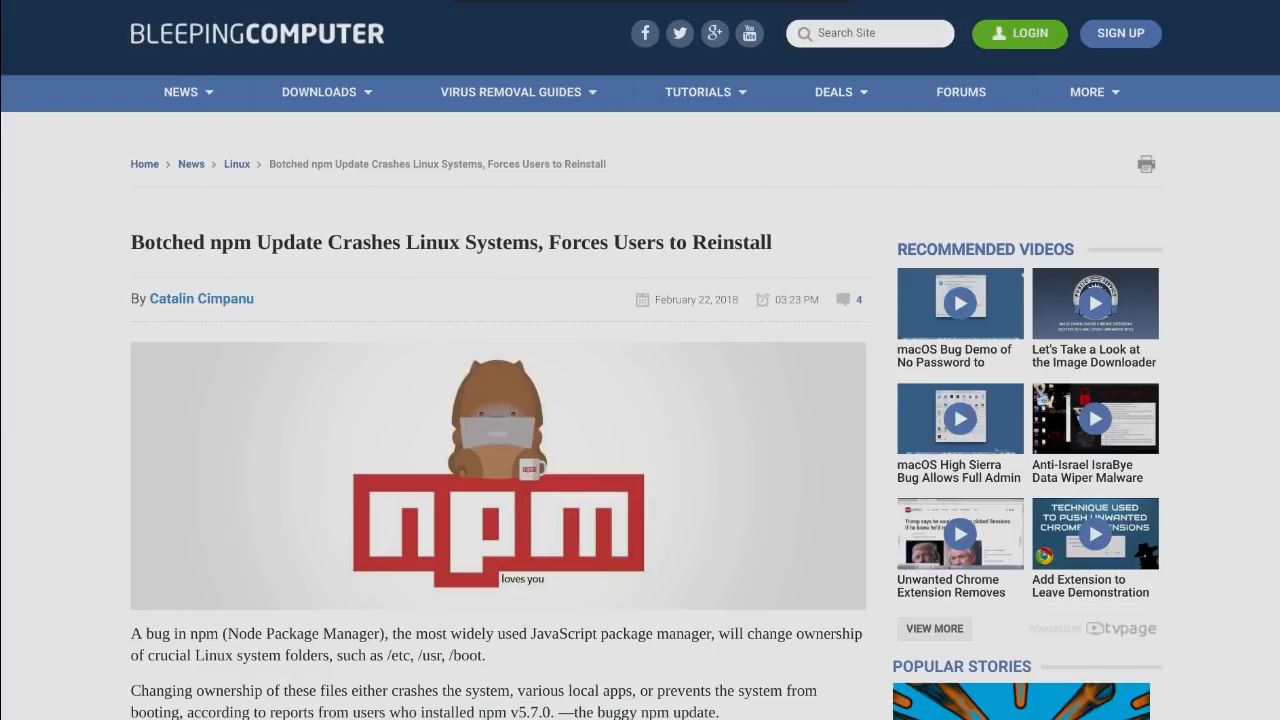 BLEEPINGCOMPUTER
Search Site
LOGIN
SIGN UP
NEWS
DOWNLOADS
VIRUS REMOVAL GUIDES
TUTORIALS
DEALS
FORUMS
MORE
Home > News > Linux > Botched npm Update Crashes Linux Systems, Forces Users to Reinstall
Botched npm Update Crashes Linux Systems, Forces Users to Reinstall
By Catalin Cimpanu
February 22, 2018
03:23 PM
4
npm
loves you
A bug in npm (Node Package Manager), the most widely used JavaScript package manager, will change ownership
of crucial Linux system folders, such as /etc, /usr, /boot.
Changing ownership of these files either crashes the system, various local apps, or prevents the system from
booting, according to reports from users who installed npm v5.7.0. —the buggy npm update.
RECOMMENDED VIDEOS
macOS Bug Demo of
No Password to
Let's Take a Look at
the Image Downloader
macOS High Sierra
Bug Allows Full Admin
Anti-Israel IsraBye
Data Wiper Malware
TECHNIQUE USED
TO PUSH UNWANTED
Unwanted Chrome
Extension Removes
Add Extension to
Leave Demonstration
VIEW MORE
POWERED BY tvpage
POPULAR STORIES